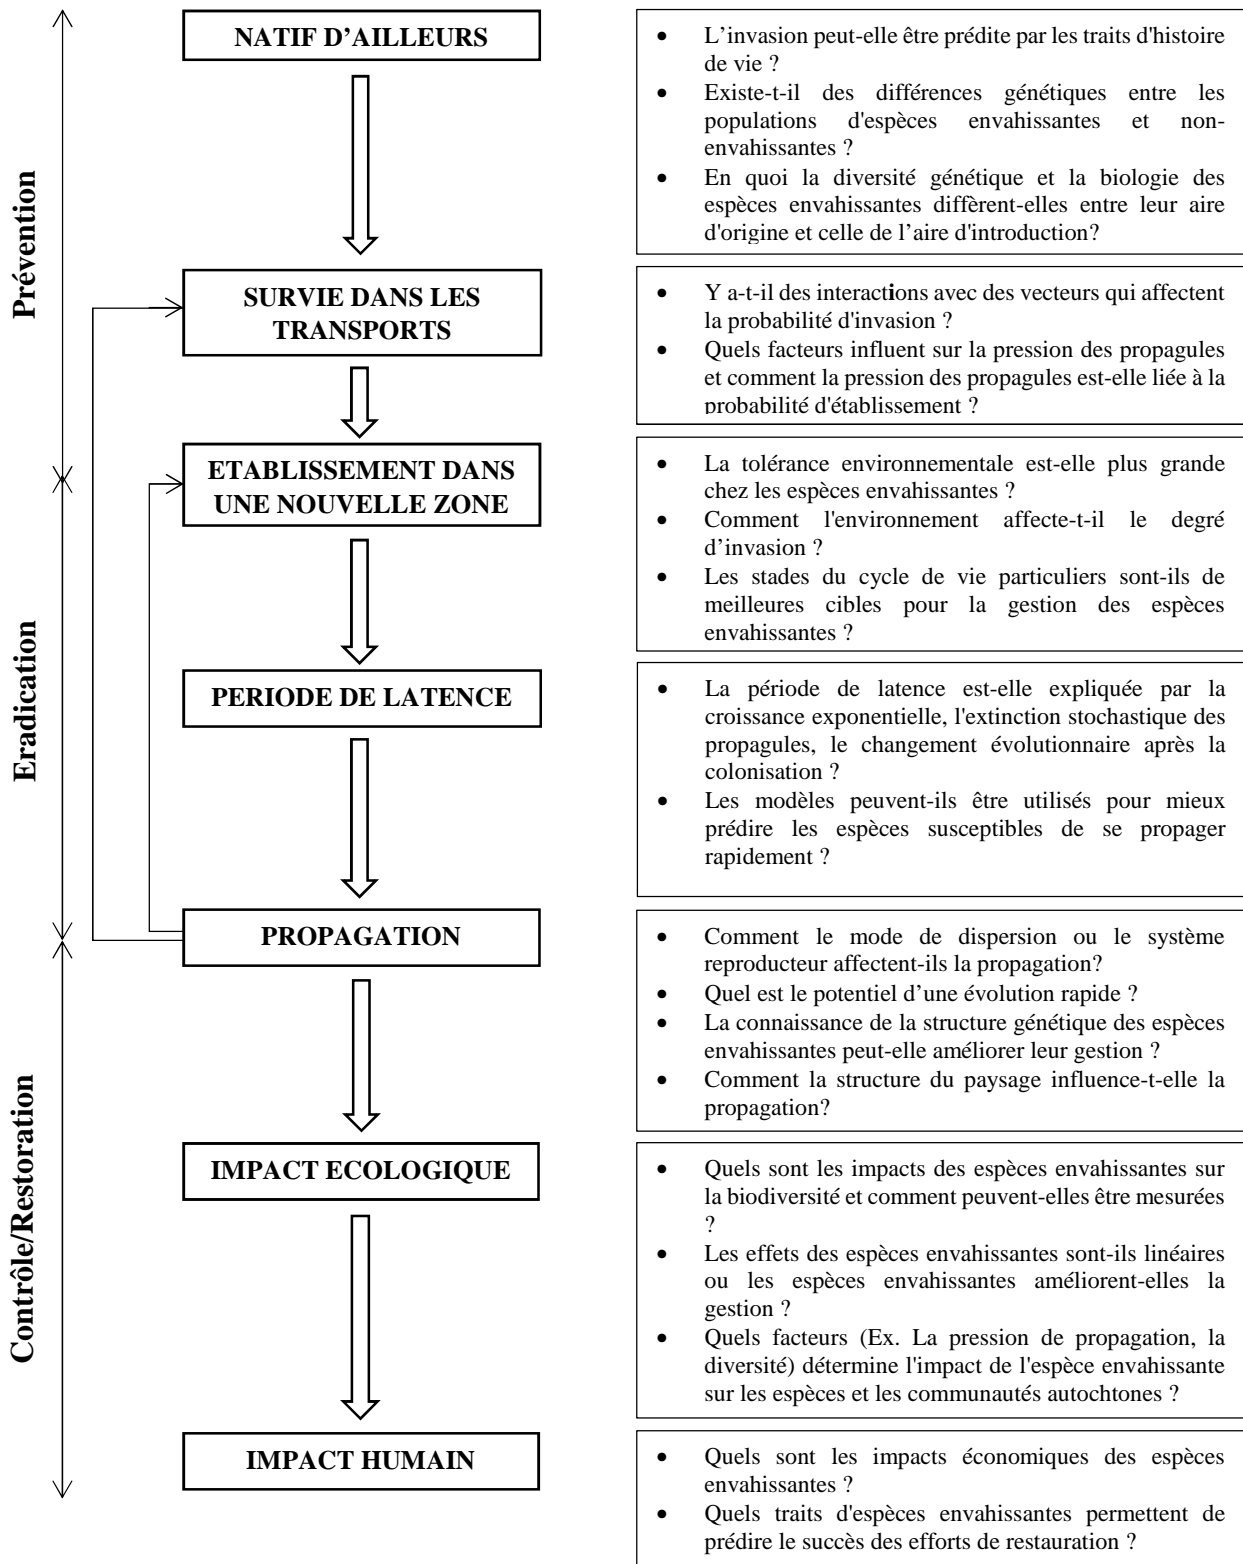 NATIF D'AILLEURS
• L'invasion peut-elle être prédite par les traits d'histoire
de vie ?
• Existe-t-il des différences génétiques entre les
populations d'espèces envahissantes et non-
envahissantes ?
• En quoi la diversité génétique et la biologie des
espèces envahissantes diffèrent-elles entre leur aire
d'origine et celle de l'aire d'introduction?
Prévention
SURVIE DANS LES
TRANSPORTS
• Y a-t-il des interactions avec des vecteurs qui affectent
la probabilité d'invasion ?
• Quels facteurs influent sur la pression des propagules
et comment la pression des propagules est-elle liée à la
probabilité d'établissement ?
ETABLISSEMENT DANS
UNE NOUVELLE ZONE
• La tolérance environnementale est-elle plus grande
chez les espèces envahissantes ?
• Comment l'environnement affecte-t-il le degré
d'invasion ?
• Les stades du cycle de vie particuliers sont-ils de
meilleures cibles pour la gestion des espèces
envahissantes ?
Eradication
PERIODE DE LATENCE
• La période de latence est-elle expliquée par la
croissance exponentielle, l'extinction stochastique des
propagules, le changement évolutionnaire après la
colonisation ?
• Les modèles peuvent-ils être utilisés pour mieux
prédire les espèces susceptibles de se propager
rapidement ?
PROPAGATION
• Comment le mode de dispersion ou le système
reproducteur affectent-ils la propagation?
• Quel est le potentiel d'une évolution rapide ?
• La connaissance de la structure génétique des espèces
envahissantes peut-elle améliorer leur gestion ?
• Comment la structure du paysage influence-t-elle la
propagation?
Contrôle/Restoration
IMPACT ECOLOGIQUE
• Quels sont les impacts des espèces envahissantes sur
la biodiversité et comment peuvent-elles être mesurées
?
• Les effets des espèces envahissantes sont-ils linéaires
ou les espèces envahissantes améliorent-elles la
gestion ?
• Quels facteurs (Ex. La pression de propagation, la
diversité) détermine l'impact de l'espèce envahissante
sur les espèces et les communautés autochtones ?
IMPACT HUMAIN
• Quels sont les impacts économiques des espèces
envahissantes ?
• Quels traits d'espèces envahissantes permettent de
prédire le succès des efforts de restauration ?